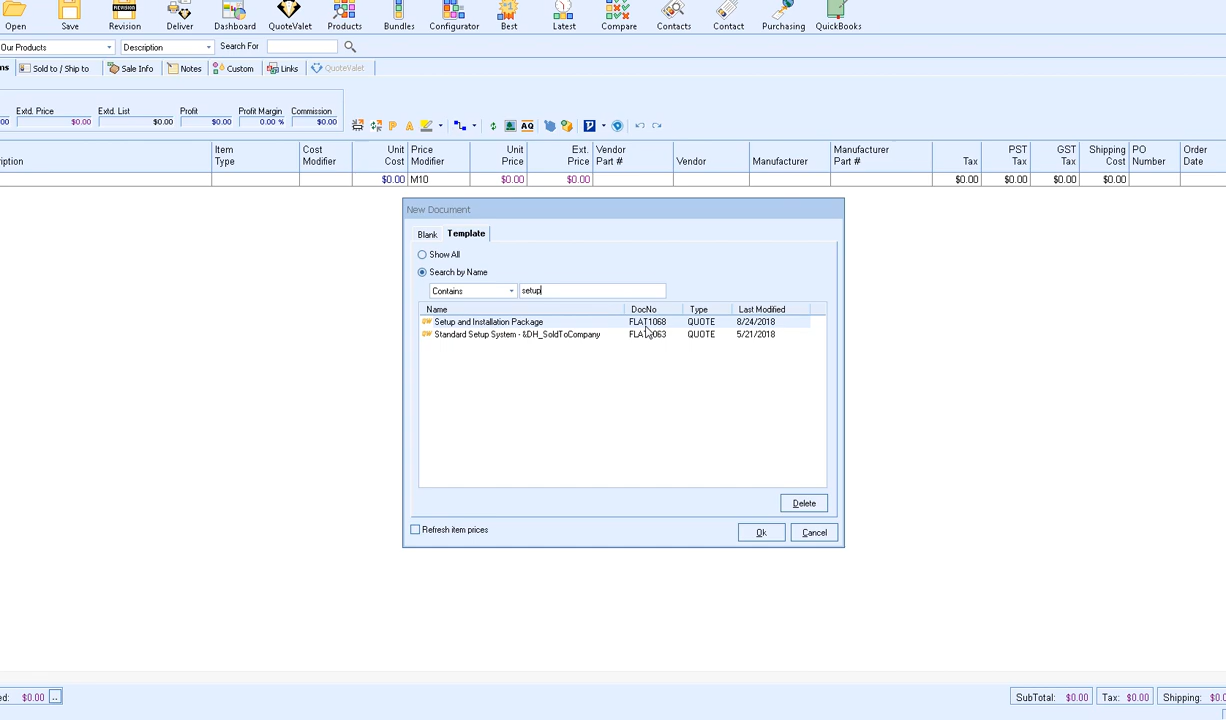 Open Save Revision Deliver Dashboard QuoteValet Products Bundles Configurator Best Latest Compare Contacts Contact Purchasing QuickBooks
Our Products Description Search For
Sold to / Ship to Sale Info Notes Custom Links QuoteValet
Extd. Price Extd. List Profit Profit Margin Commission
$0.00 $0.00 $0.00 0.00 % $0.00
Item Type Cost Modifier Unit Cost Price Modifier Unit Price Ext. Price Vendor Part # Vendor Manufacturer Manufacturer Part # Tax PST Tax GST Tax Shipping Cost PO Number Order Date
$0.00 M10 $0.00 $0.00 $0.00 $0.00 $0.00 $0.00
New Document
Blank Template
Show All
Search by Name
Contains setup
Name DocNo Type Last Modified
Setup and Installation Package FLAT1068 QUOTE 8/24/2018
Standard Setup System - &DH_SoldToCompany QUOTE 5/21/2018
Delete
Refresh item prices Ok Cancel
$0.00 .. SubTotal: $0.00 Tax: $0.00 Shipping: